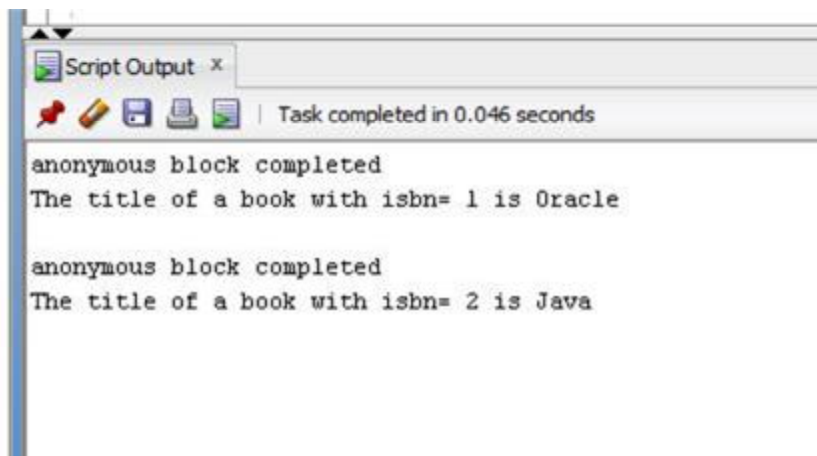 Script Output x
Task completed in 0.046 seconds
anonymous block completed
The title of a book with isbn= 1 is Oracle
anonymous block completed
The title of a book with isbn= 2 is Java